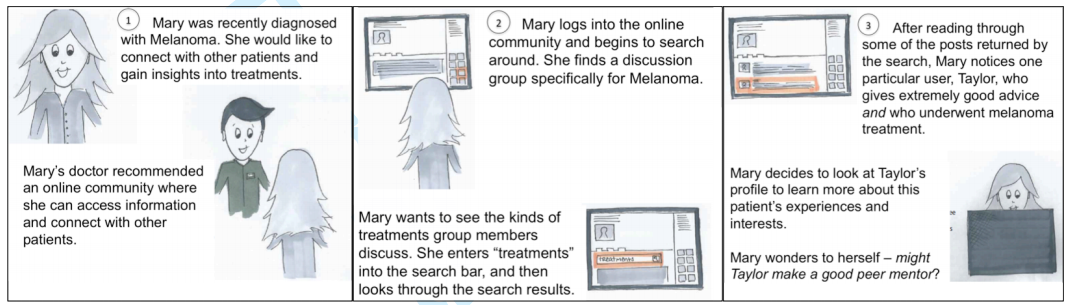 1
Mary was recently diagnosed
with Melanoma. She would like to
connect with other patients and
gain insights into treatments.
Mary's doctor recommended
an online community where
she can access information
and connect with other
patients.
2
Mary logs into the online
community and begins to search
around. She finds a discussion
group specifically for Melanoma.
Mary wants to see the kinds of
treatments group members
discuss. She enters "treatments"
into the search bar, and then
looks through the search results.
TREATMENTS
3
After reading through
some of the posts returned by
the search, Mary notices one
particular user, Taylor, who
gives extremely good advice
and who underwent melanoma
treatment.
Mary decides to look at Taylor's
profile to learn more about this
patient's experiences and
interests.
Mary wonders to herself – might
Taylor make a good peer mentor?